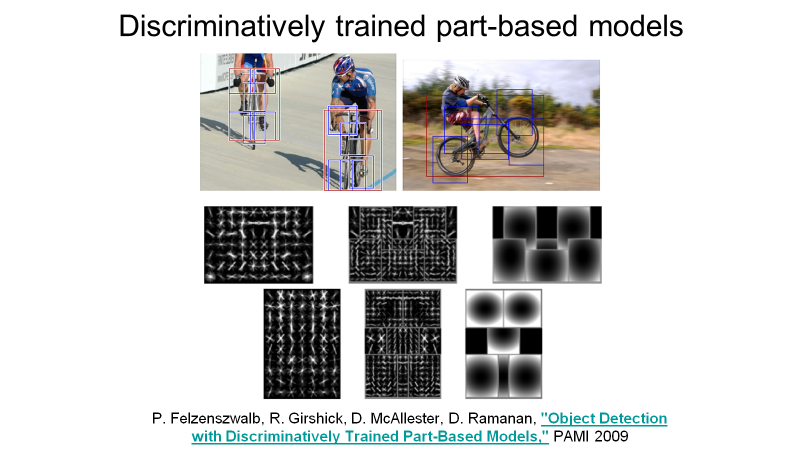 Discriminatively trained part-based models
P. Felzenszwalb, R. Girshick, D. McAllester, D. Ramanan, "Object Detection
with Discriminatively Trained Part-Based Models," PAMI 2009